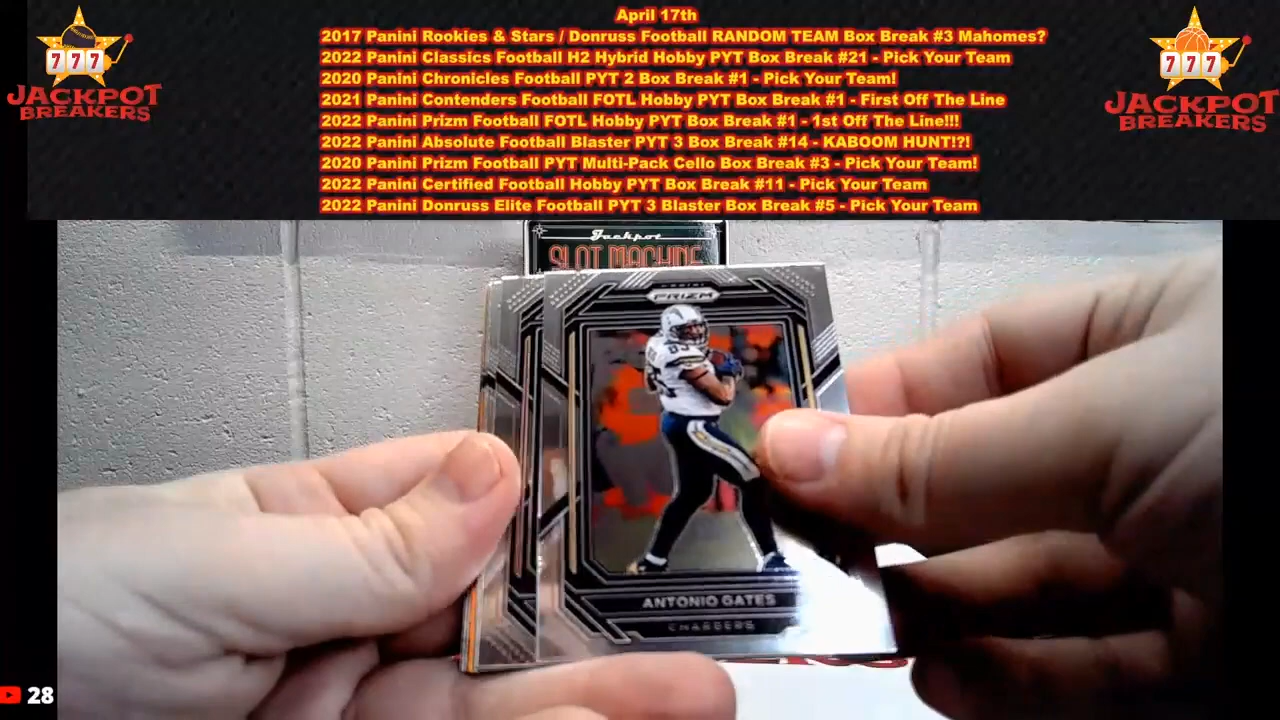 April 17th
2017 Panini Rookies & Stars / Donruss Football RANDOM TEAM Box Break #3 Mahomes?
2022 Panini Classics Football H2 Hybrid Hobby PYT Box Break #21 - Pick Your Team
2020 Panini Chronicles Football PYT 2 Box Break #1 - Pick Your Team!
2021 Panini Contenders Football FOTL Hobby PYT Box Break #1 - First Off The Line
2022 Panini Prizm Football FOTL Hobby PYT Box Break #1 - 1st Off The Line!!!
2022 Panini Absolute Football Blaster PYT 3 Box Break #14 - KABOOM HUNT!?!
2020 Panini Prizm Football PYT Multi-Pack Cello Box Break #3 - Pick Your Team!
2022 Panini Certified Football Hobby PYT Box Break #11 - Pick Your Team
2022 Panini Donruss Elite Football PYT 3 Blaster Box Break #5 - Pick Your Team
777
JACKPOT
BREAKERS
777
JACKPOT
BREAKERS
Jackpot
SLOT MACHINE
PANINI
PRIZM
85
ANTONIO GATES
CHARGERS
28